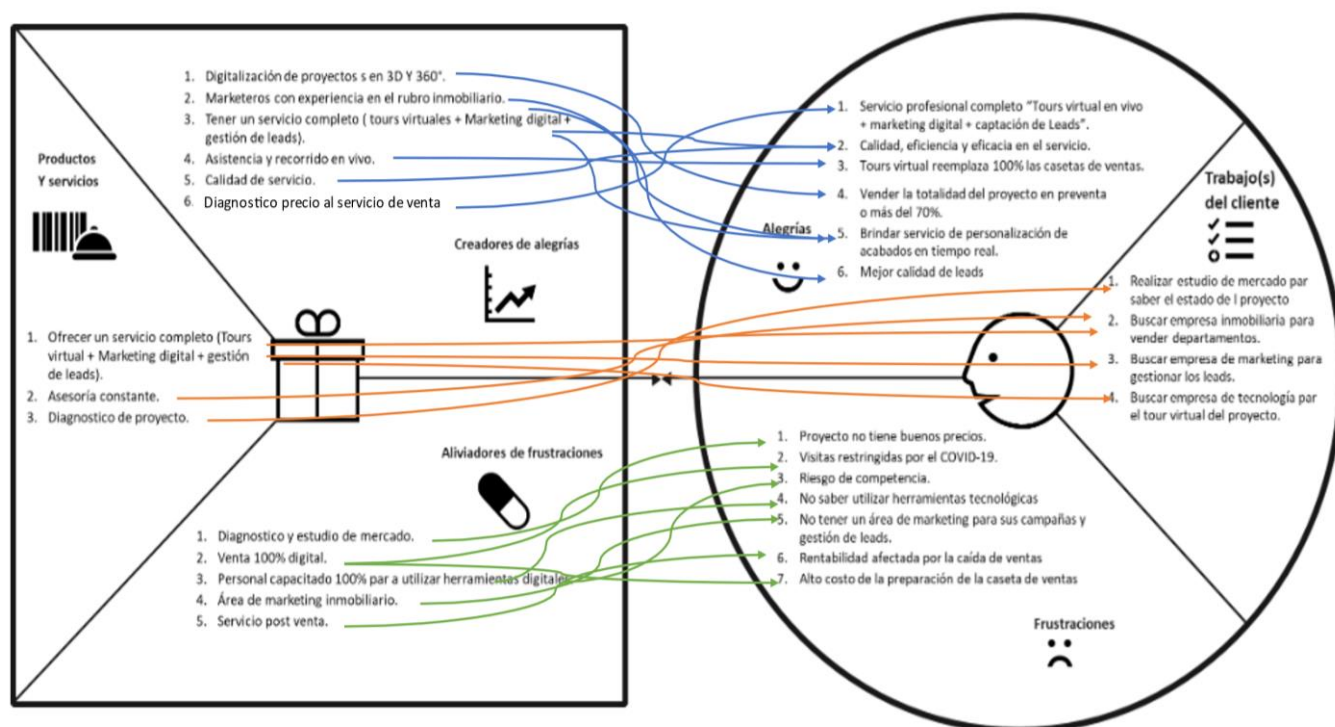 Productos
Y servicios
1. Ofrecer un servicio completo (Tours
virtual + Marketing digital + gestión
de leads).
2. Asesoría constante.
3. Diagnostico de proyecto.
1. Digitalización de proyectos s en 3D Y 360°.
2. Marketeros con experiencia en el rubro inmobiliario.
3. Tener un servicio completo ( tours virtuales + Marketing digital +
gestión de leads).
4. Asistencia y recorrido en vivo.
5. Calidad de servicio.
6. Diagnostico precio al servicio de venta
Creadores de alegrías
Aliviadores de frustraciones
1. Diagnostico y estudio de mercado.
2. Venta 100% digital.
3. Personal capacitado 100% par a utilizar herramientas digitales
4. Área de marketing inmobiliario.
5. Servicio post venta.
1. Servicio profesional completo "Tours virtual en vivo
+ marketing digital + captación de Leads".
2. Calidad, eficiencia y eficacia en el servicio.
3. Tours virtual reemplaza 100% las casetas de ventas.
4. Vender la totalidad del proyecto en preventa
o más del 70%.
5. Brindar servicio de personalización de
acabados en tiempo real.
6. Mejor calidad de leads
Alegrías
Trabajo(s)
del cliente
1. Realizar estudio de mercado par
saber el estado de l proyecto
2. Buscar empresa inmobiliaria para
vender departamentos.
3. Buscar empresa de marketing para
gestionar los leads.
4. Buscar empresa de tecnología par
el tour virtual del proyecto.
1. Proyecto no tiene buenos precios.
2. Visitas restringidas por el COVID-19.
3. Riesgo de competencia.
4. No saber utilizar herramientas tecnológicas
5. No tener un área de marketing para sus campañas y
gestión de leads.
6. Rentabilidad afectada por la caída de ventas
7. Alto costo de la preparación de la caseta de ventas
Frustraciones